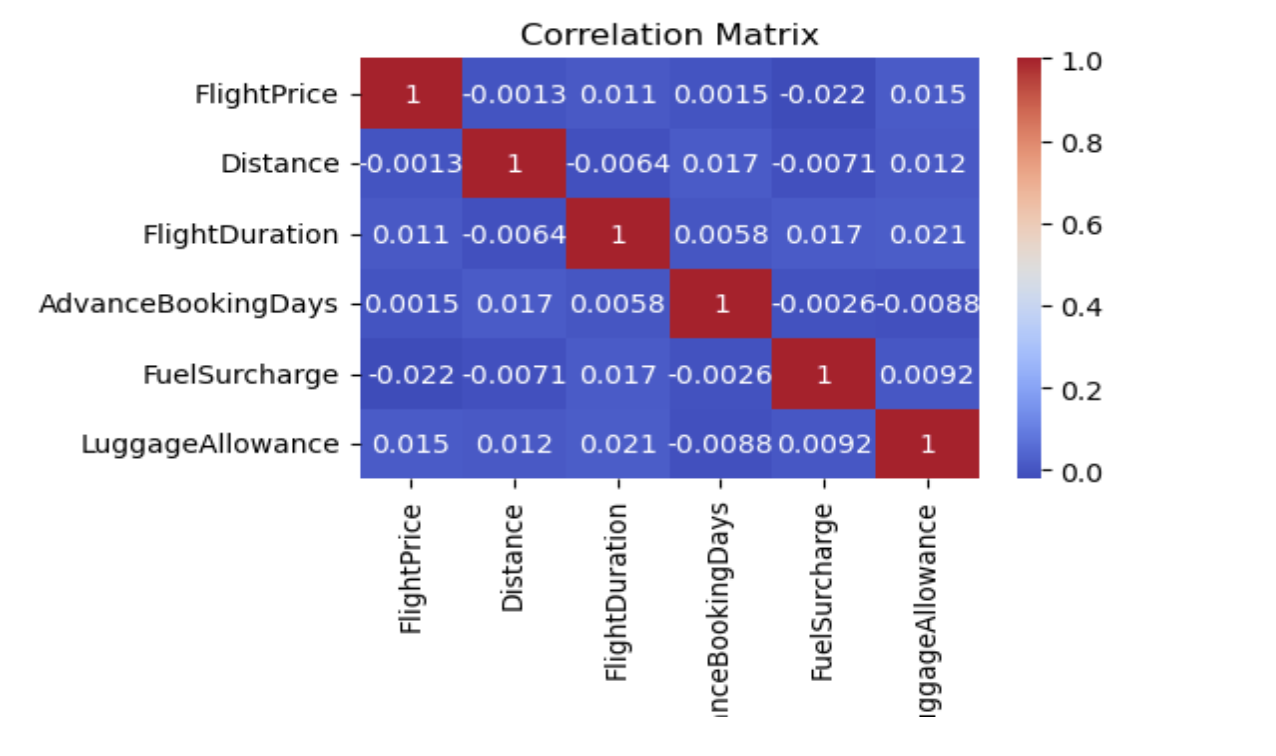 Correlation Matrix
FlightPrice 1 -0.0013 0.011 0.0015 -0.022 0.015
Distance -0.0013 1 -0.0064 0.017 -0.0071 0.012
FlightDuration 0.011 -0.0064 1 0.0058 0.017 0.021
AdvanceBookingDays 0.0015 0.017 0.0058 1 -0.0026 -0.0088
FuelSurcharge -0.022 -0.0071 0.017 -0.0026 1 0.0092
LuggageAllowance 0.015 0.012 0.021 -0.0088 0.0092 1
1.0
0.8
0.6
0.4
0.2
0.0
FlightPrice
Distance
FlightDuration
nceBookingDays
FuelSurcharge
uggageAllowance